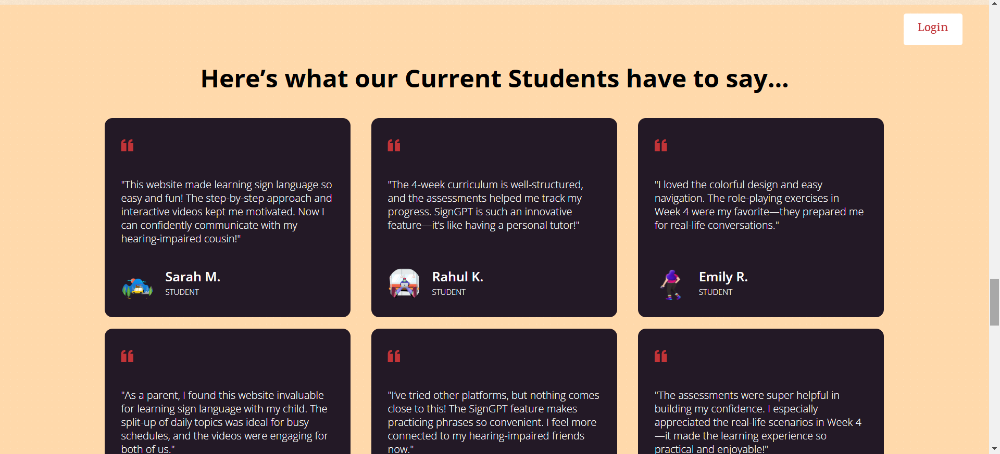 Login
Here’s what our Current Students have to say...
"This website made learning sign language so
easy and fun! The step-by-step approach and
interactive videos kept me motivated. Now I
can confidently communicate with my
hearing-impaired cousin!"
Sarah M.
STUDENT
"The 4-week curriculum is well-structured,
and the assessments helped me track my
progress. SignGPT is such an innovative
feature—it’s like having a personal tutor!"
Rahul K.
STUDENT
"I loved the colorful design and easy
navigation. The role-playing exercises in
Week 4 were my favorite—they prepared me
for real-life conversations."
Emily R.
STUDENT
"As a parent, I found this website invaluable
for learning sign language with my child. The
split-up of daily topics was ideal for busy
schedules, and the videos were engaging for
both of us."
"I’ve tried other platforms, but nothing comes
close to this! The SignGPT feature makes
practicing phrases so convenient. I feel more
connected to my hearing-impaired friends
now."
"The assessments were super helpful in
building my confidence. I especially
appreciated the real-life scenarios in Week 4
—it made the learning experience so
practical and enjoyable!"